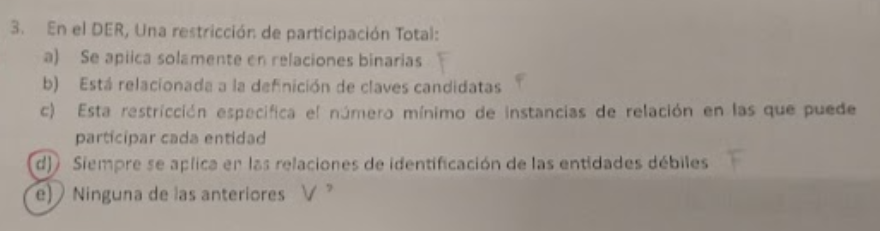 3. En el DER, Una restricción de participación Total:
a) Se aplica solamente en relaciones binarias F
b) Está relacionada a la definición de claves candidatas F
c) Esta restricción especifica el número mínimo de instancias de relación en las que puede
participar cada entidad
d) Siempre se aplica en las relaciones de identificación de las entidades débiles F
e) Ninguna de las anteriores V ?